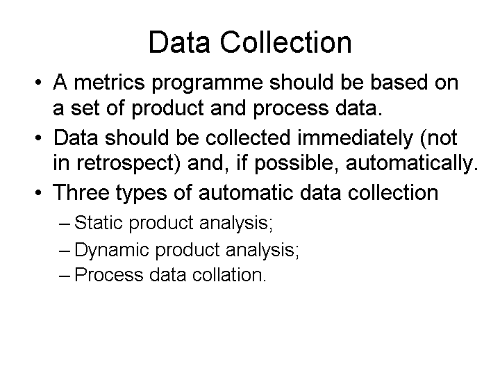 Data Collection
• A metrics programme should be based on
a set of product and process data.
• Data should be collected immediately (not
in retrospect) and, if possible, automatically.
• Three types of automatic data collection
– Static product analysis;
– Dynamic product analysis;
– Process data collation.